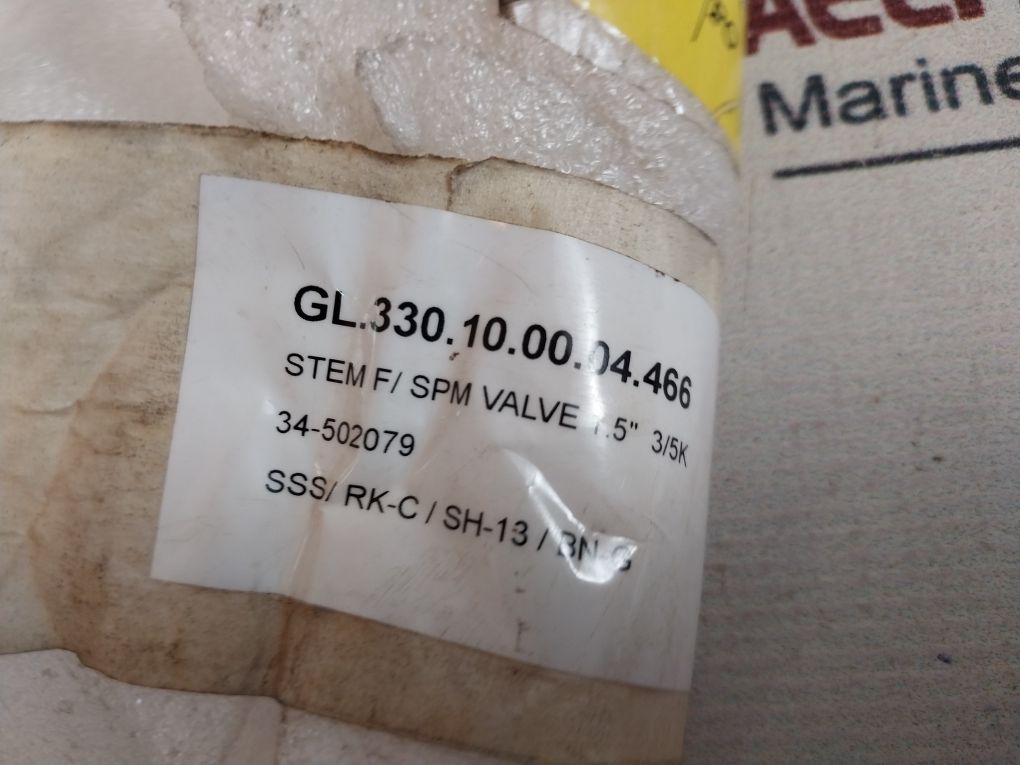 Marine
GL.330.10.00.04.466
STEM F/ SPM VALVE 1.5" 3/5K
34-502079
SSS/ RK-C / SH-13 /